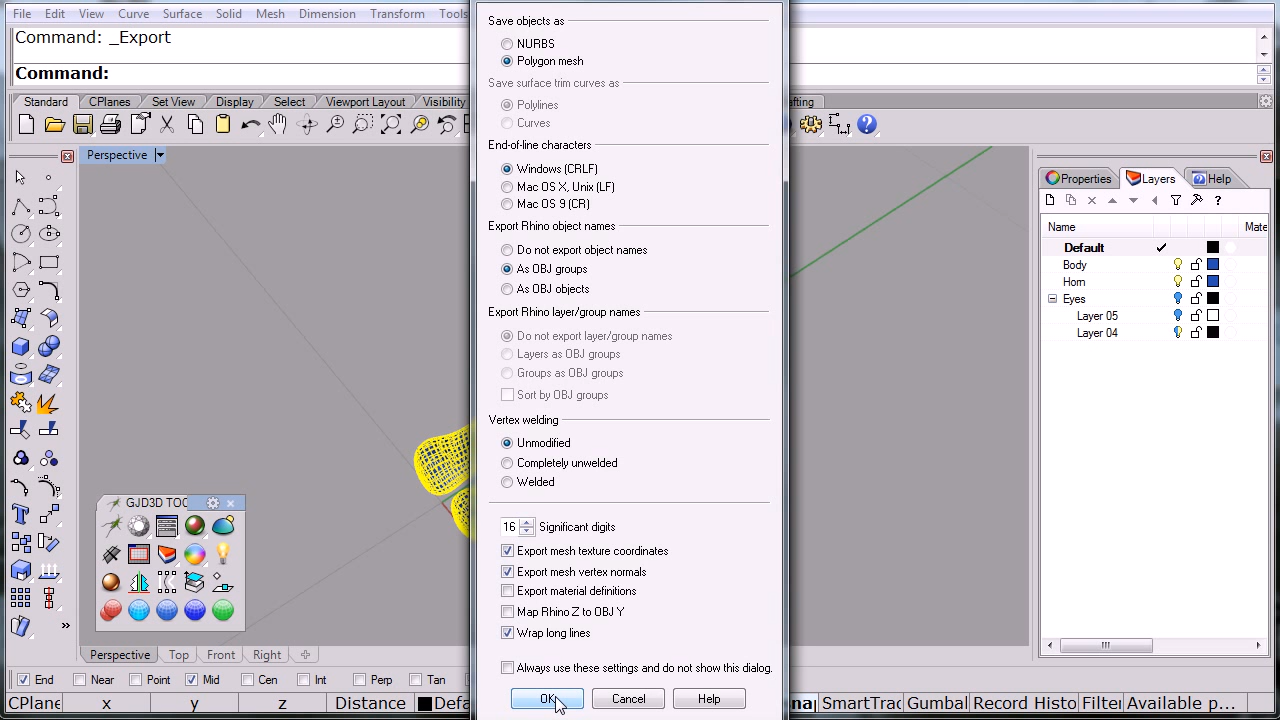 File Edit View Curve Surface Solid Mesh Dimension Transform Tools
Command: _Export
Command:
Standard CPlanes Set View Display Select Viewport Layout Visibility
Perspective
Save objects as
NURBS
Polygon mesh
Save surface trim curves as
Polylines
Curves
End-of-line characters
Windows (CRLF)
Mac OS X, Unix (LF)
Mac OS 9 (CR)
Export Rhino object names
Do not export object names
As OBJ groups
As OBJ objects
Export Rhino layer/group names
Do not export layer/group names
Layers as OBJ groups
Groups as OBJ groups
Sort by OBJ groups
Vertex welding
Unmodified
Completely unwelded
Welded
16 Significant digits
Export mesh texture coordinates
Export mesh vertex normals
Export material definitions
Map Rhino Z to OBJ Y
Wrap long lines
Always use these settings and do not show this dialog.
OK Cancel Help
Properties Layers Help
Name Mate
Default
Body
Horn
Eyes
Layer 05
Layer 04
GJD3D TOO
Perspective Top Front Right
End Near Point Mid Cen Int Perp Tan
CPlane x y z Distance Defa SmartTrac Gumbal Record Histo Filter Available p...